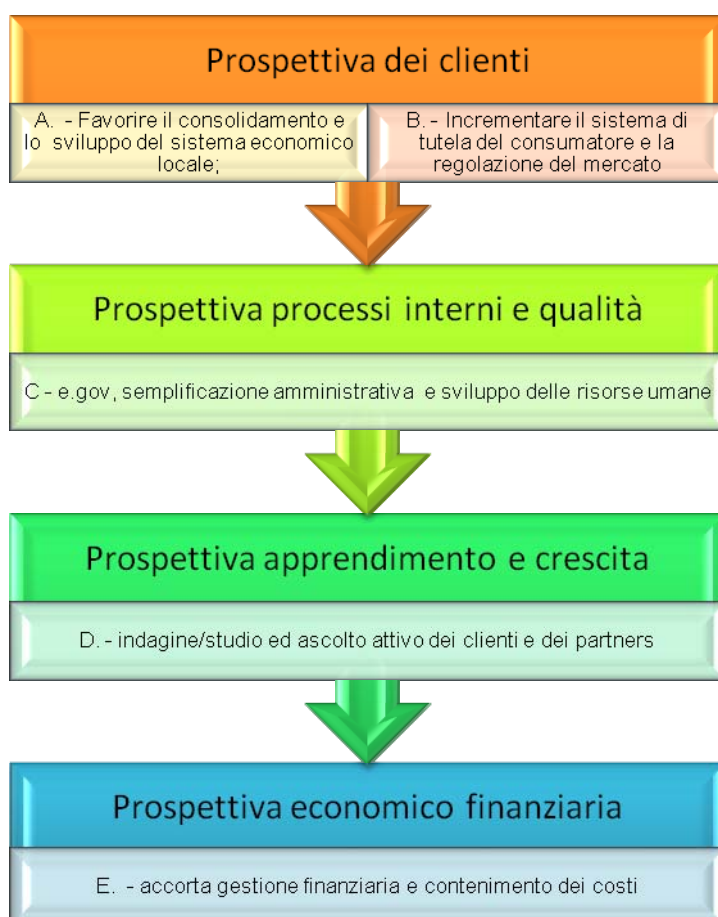 Prospettiva dei clienti
A. - Favorire il consolidamento e
lo sviluppo del sistema economico
locale;
B. - Incrementare il sistema di
tutela del consumatore e la
regolazione del mercato
Prospettiva processi interni e qualità
C - e.gov, semplificazione amministrativa e sviluppo delle risorse umane
Prospettiva apprendimento e crescita
D. - indagine/studio ed ascolto attivo dei clienti e dei partners
Prospettiva economico finanziaria
E. - accorta gestione finanziaria e contenimento dei costi